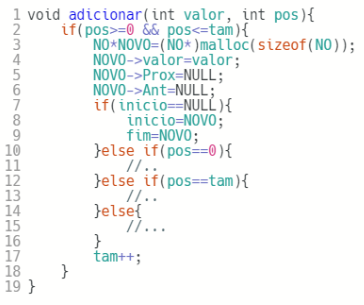 1 void adicionar(int valor, int pos){
2     if(pos>=0 && pos<=tam){
3         NO*NOVO=(NO*)malloc(sizeof(NO));
4         NOVO->valor=valor;
5         NOVO->Prox=NULL;
6         NOVO->Ant=NULL;
7         if(inicio==NULL){
8             inicio=NOVO;
9             fim=NOVO;
10         }else if(pos==0){
11             //..
12         }else if(pos==tam){
13             //..
14         }else{
15             //...
16         }
17         tam++;
18     }
19 }